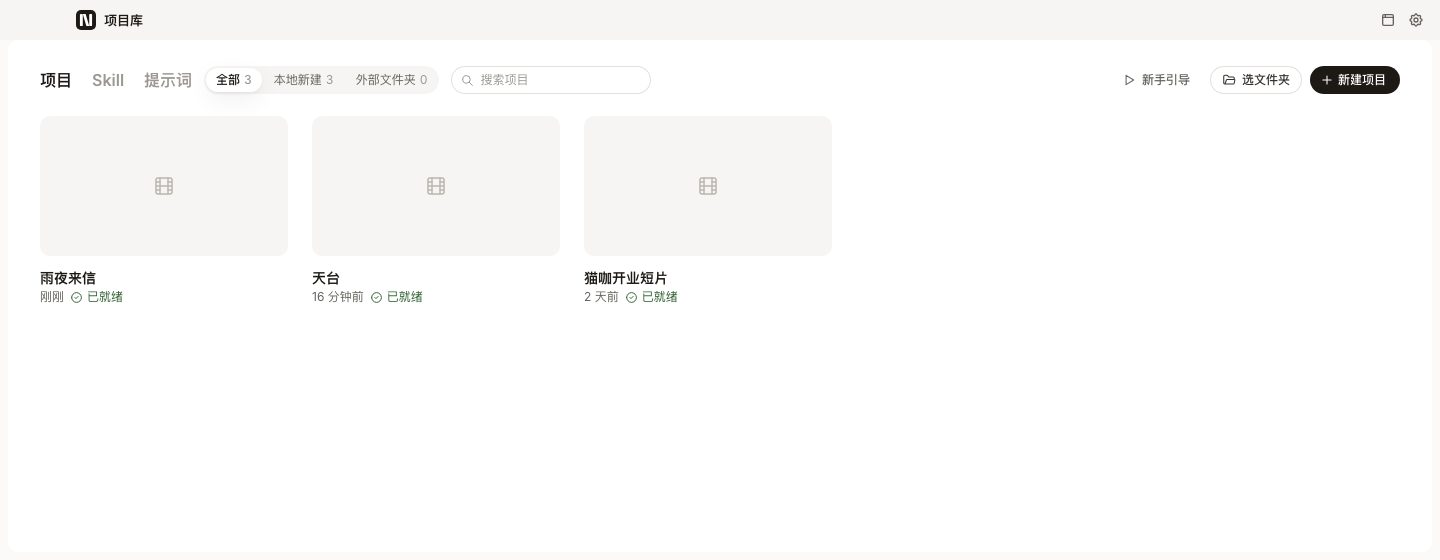 N 项目库
项目 Skill 提示词 全部 3 本地新建 3 外部文件夹 0 搜索项目 新手引导 选文件夹 新建项目
雨夜来信 天台 猫咖开业短片
刚刚 已就绪 16 分钟前 已就绪 2 天前 已就绪